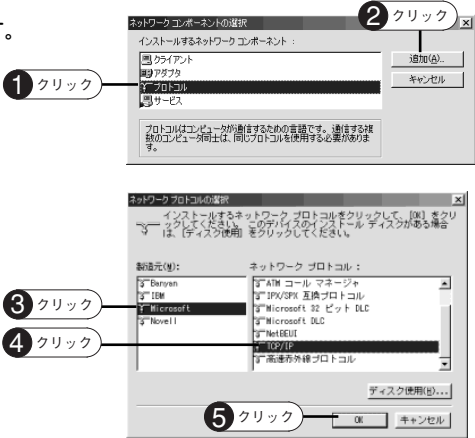 。
ネットワーク コンポーネントの選択
インストールするネットワーク コンポーネント :
クライアント
アダプタ
プロトコル
サービス
追加(A)...
キャンセル
プロトコルはコンピュータが通信するための言語です。通信する複
数のコンピュータ同士は、同じプロトコルを使用する必要がありま
す。
1 クリック
2 クリック
ネットワーク プロトコルの選択
インストールするネットワーク プロトコルをクリックして、[OK] をクリ
ックしてください。このデバイスのインストール ディスクがある場合
は、[ディスク使用] をクリックしてください。
製造元(M):
Banyan
IBM
Microsoft
Novell
ネットワーク プロトコル :
ATM コール マネージャ
IPX/SPX 互換プロトコル
Microsoft 32 ビット DLC
Microsoft DLC
NetBEUI
TCP/IP
高速赤外線プロトコル
ディスク使用(H)...
OK
キャンセル
3 クリック
4 クリック
5 クリック